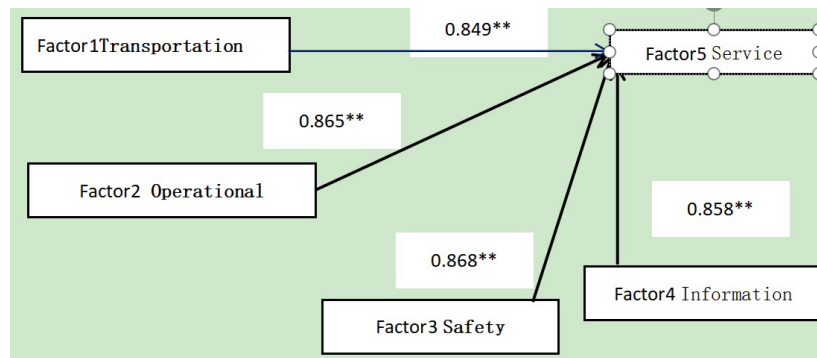 0.849**
Factor1Transportation
Factor5 Service
0.865**
Factor2 Operational
0.858**
0.868**
Factor4 Information
Factor3 Safety